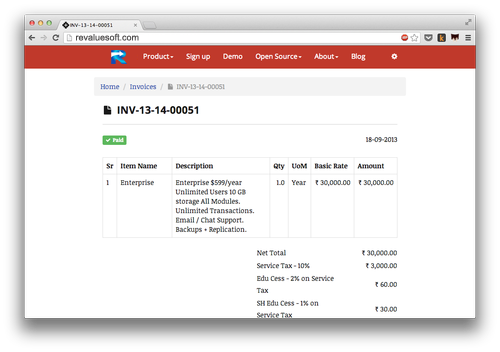 INV-13-14-00051
revaluesoft.com
Product Sign up Demo Open Source About Blog
Home / Invoices / INV-13-14-00051
INV-13-14-00051
Paid 18-09-2013
Sr Item Name Description Qty UoM Basic Rate Amount
1 Enterprise Enterprise $599/year 1.0 Year ₹ 30,000.00 ₹ 30,000.00
Unlimited Users 10 GB
storage All Modules.
Unlimited Transactions.
Email / Chat Support.
Backups + Replication.
Net Total ₹ 30,000.00
Service Tax - 10% ₹ 3,000.00
Edu Cess - 2% on Service
Tax ₹ 60.00
SH Edu Cess - 1% on
Service Tax ₹ 30.00